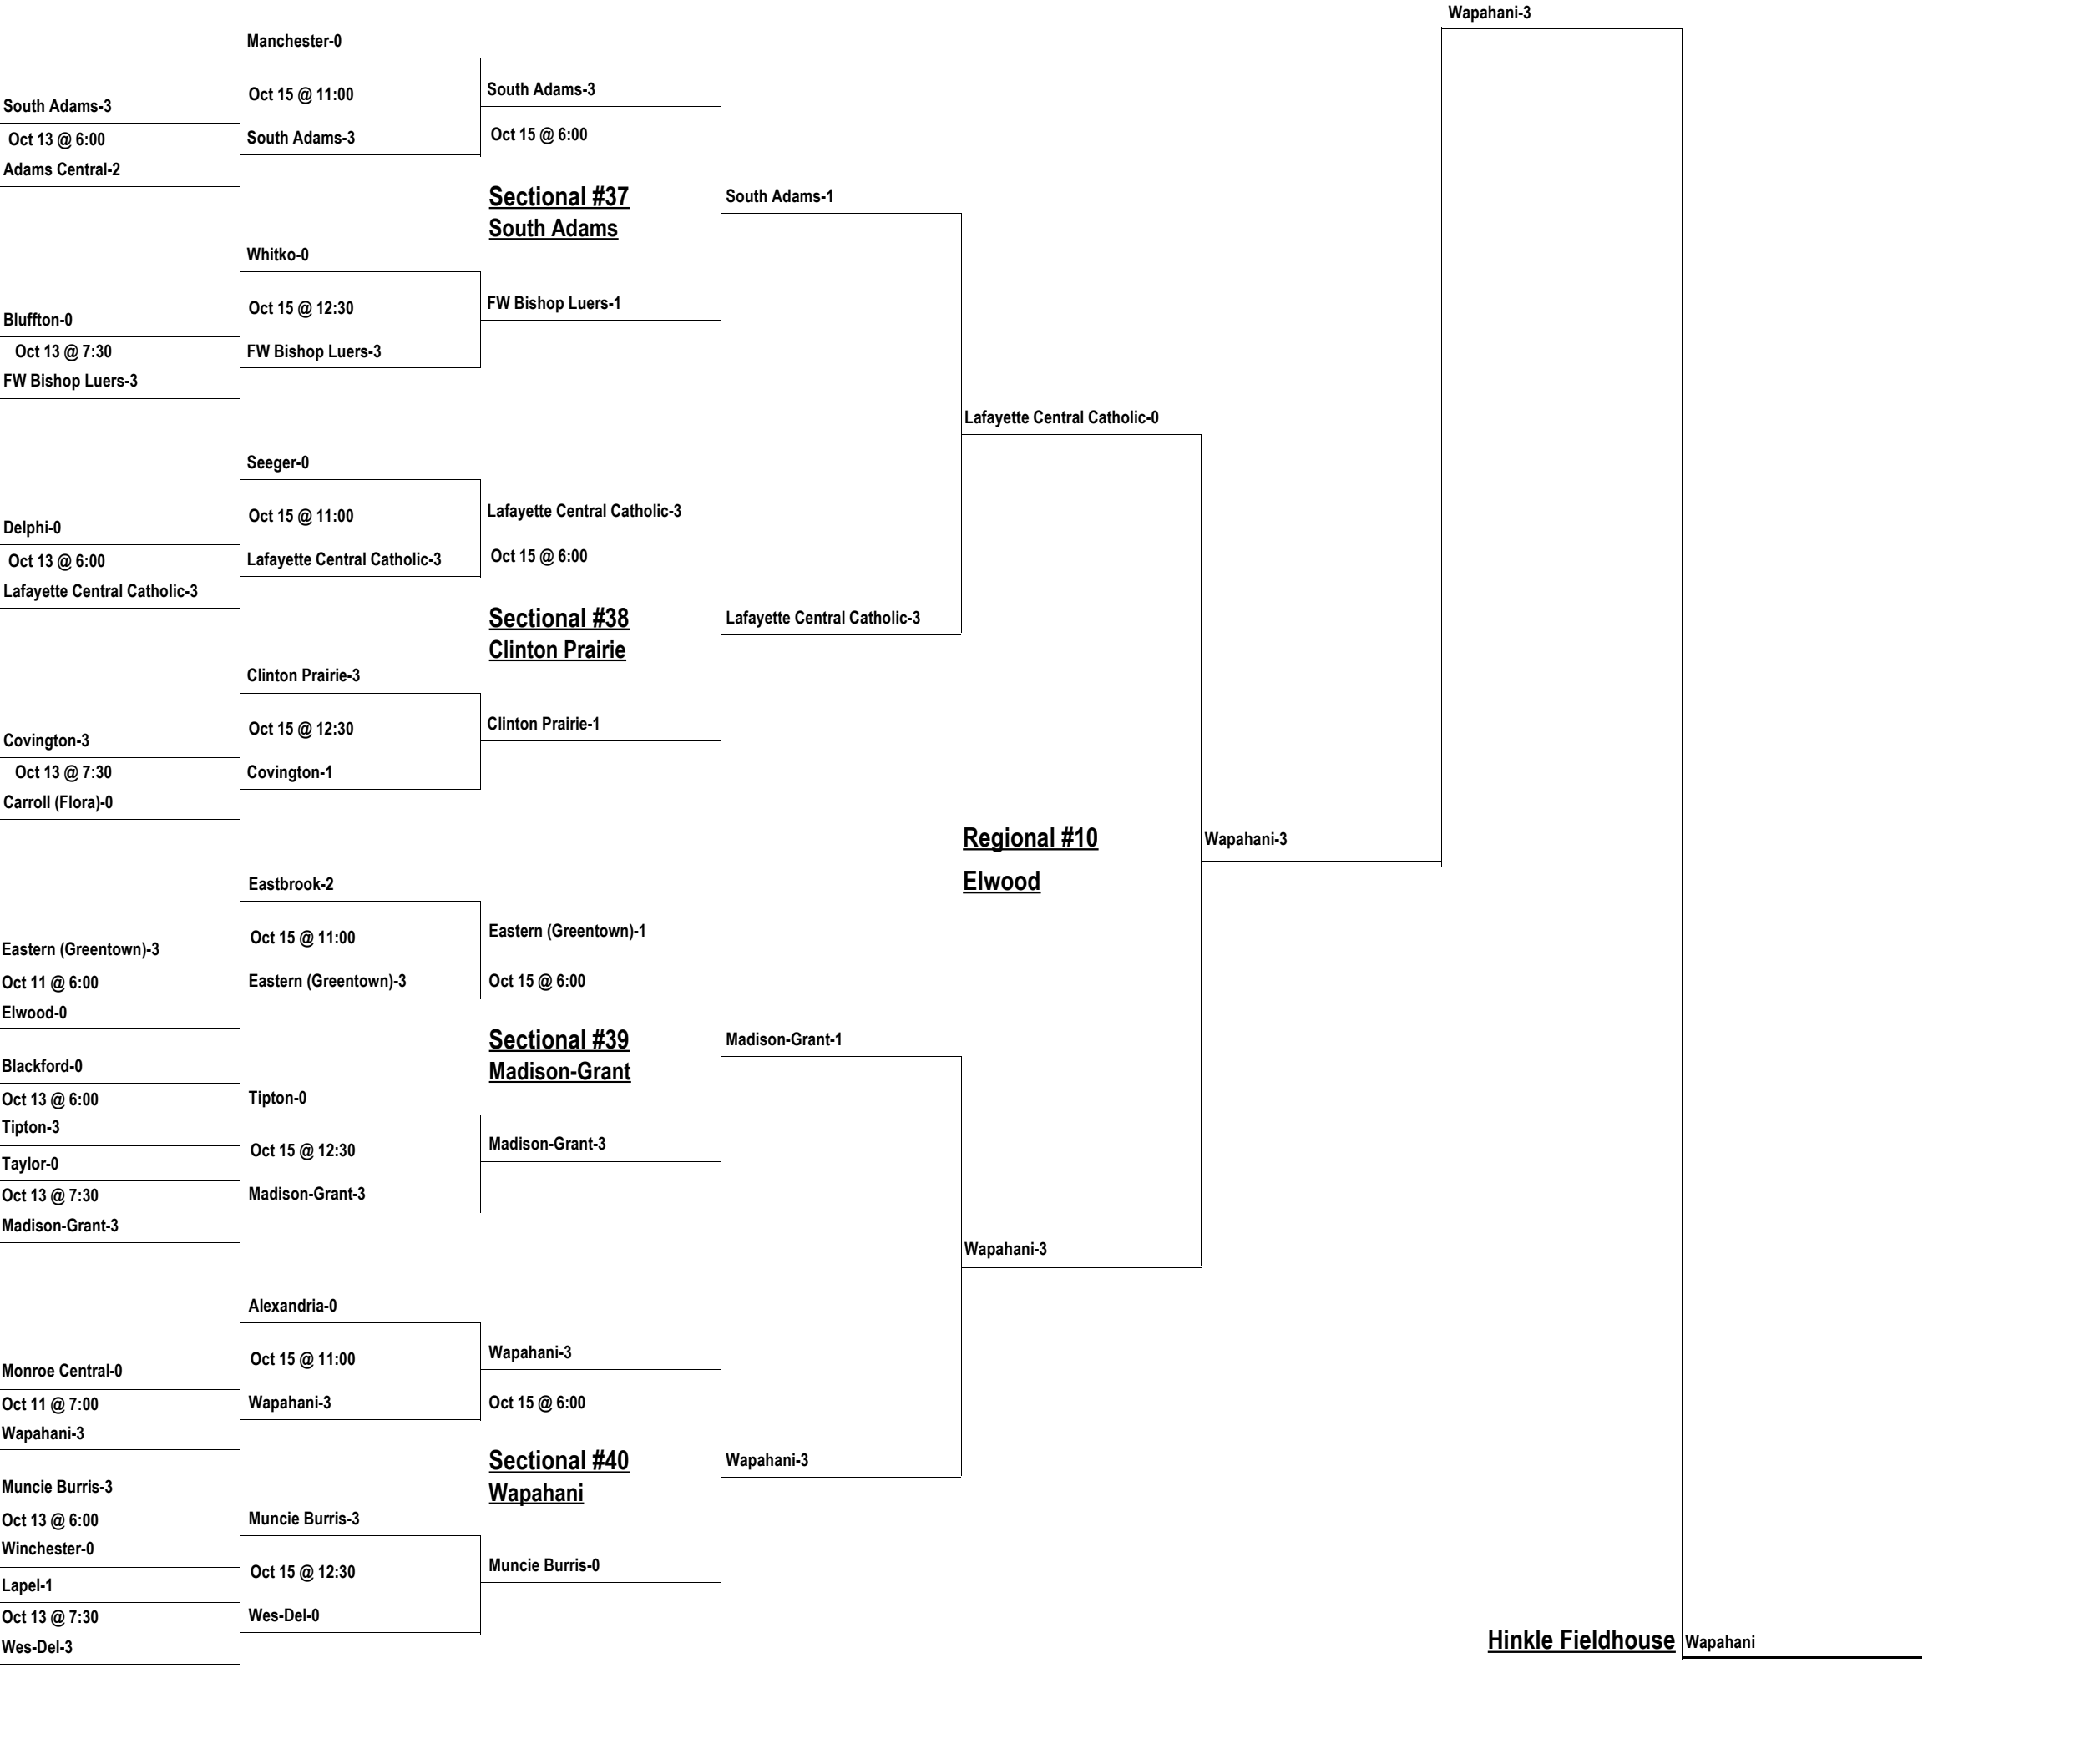 Wapahani-3
Manchester-0
South Adams-3
Oct 15 @ 11:00
South Adams-3
Oct 13 @ 6:00
South Adams-3
Oct 15 @ 6:00
Adams Central-2
Sectional #37
South Adams
South Adams-1
Whitko-0
Bluffton-0
Oct 15 @ 12:30
FW Bishop Luers-1
Oct 13 @ 7:30
FW Bishop Luers-3
FW Bishop Luers-3
Lafayette Central Catholic-0
Seeger-0
Delphi-0
Oct 15 @ 11:00
Lafayette Central Catholic-3
Oct 13 @ 6:00
Lafayette Central Catholic-3
Oct 15 @ 6:00
Lafayette Central Catholic-3
Sectional #38
Clinton Prairie
Lafayette Central Catholic-3
Clinton Prairie-3
Covington-3
Oct 15 @ 12:30
Clinton Prairie-1
Oct 13 @ 7:30
Covington-1
Carroll (Flora)-0
Regional #10
Elwood
Wapahani-3
Eastbrook-2
Eastern (Greentown)-3
Oct 15 @ 11:00
Eastern (Greentown)-1
Oct 11 @ 6:00
Eastern (Greentown)-3
Oct 15 @ 6:00
Elwood-0
Sectional #39
Madison-Grant
Madison-Grant-1
Blackford-0
Oct 13 @ 6:00
Tipton-3
Tipton-0
Taylor-0
Oct 15 @ 12:30
Madison-Grant-3
Oct 13 @ 7:30
Madison-Grant-3
Madison-Grant-3
Wapahani-3
Alexandria-0
Monroe Central-0
Oct 15 @ 11:00
Wapahani-3
Oct 11 @ 7:00
Wapahani-3
Oct 15 @ 6:00
Wapahani-3
Sectional #40
Wapahani
Wapahani-3
Muncie Burris-3
Oct 13 @ 6:00
Muncie Burris-3
Winchester-0
Lapel-1
Oct 15 @ 12:30
Muncie Burris-0
Oct 13 @ 7:30
Wes-Del-0
Wes-Del-3
Hinkle Fieldhouse
Wapahani